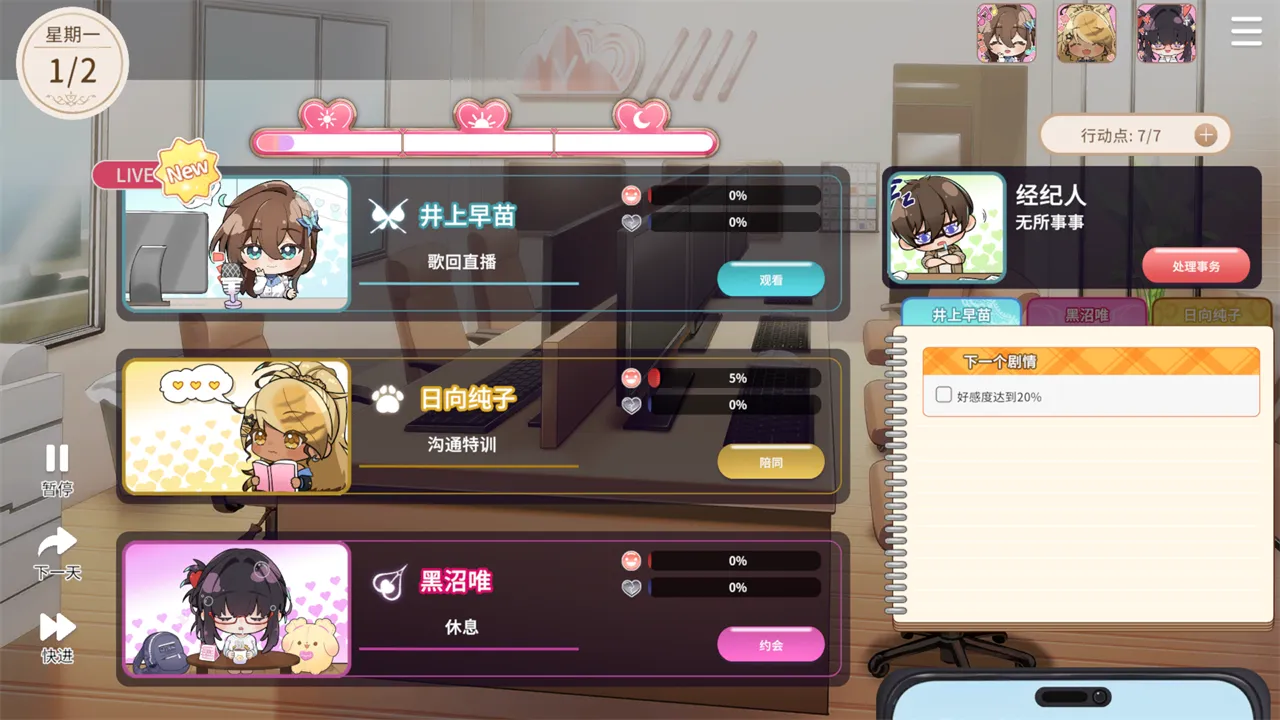 星期一
1/2
行动点: 7/7
LIVE
New
井上早苗
歌回直播
0%
0%
观看
日向纯子
沟通特训
5%
0%
陪同
黑沼唯
休息
0%
0%
约会
暂停
下一天
快进
经纪人
无所事事
处理事务
井上早苗
黑沼唯
日向纯子
下一个剧情
好感度达到20%